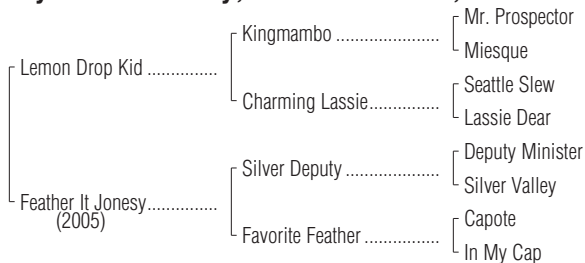 Kingmambo ....................
Mr. Prospector
Miesque
Lemon Drop Kid ..............
Charming Lassie..............
Seattle Slew
Lassie Dear
Silver Deputy ..................
Deputy Minister
Silver Valley
Feather It Jonesy..............
(2005)
Favorite Feather ...............
Capote
In My Cap